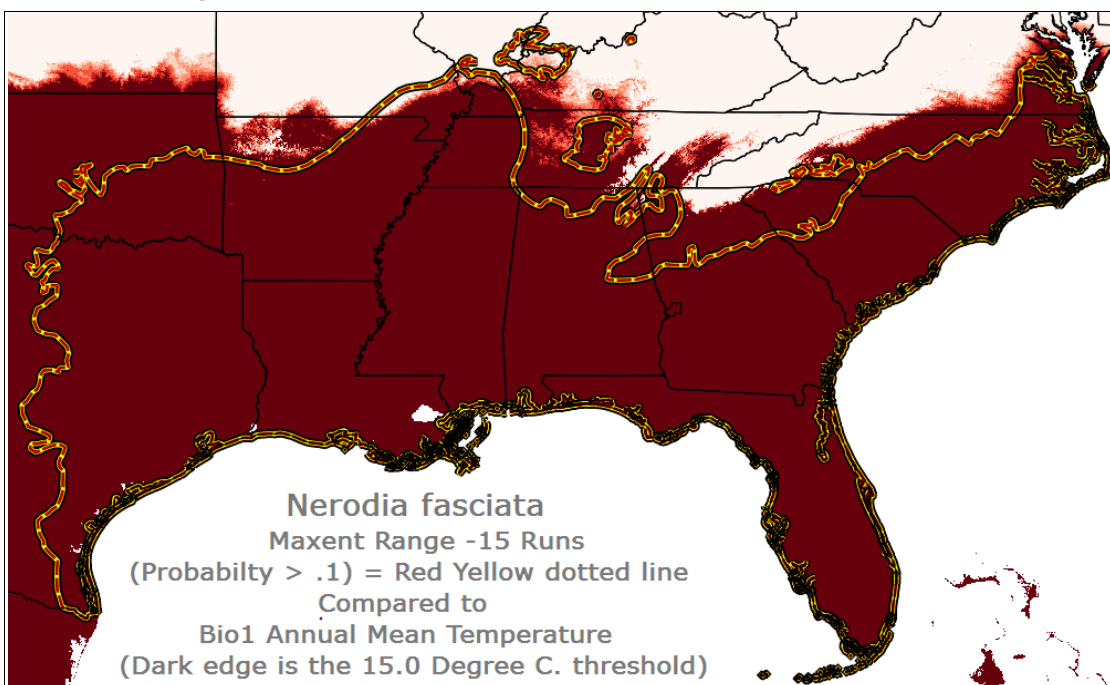 Nerodia fasciata
Maxent Range -15 Runs
(Probabilty > .1) = Red Yellow dotted line
Compared to
Bio1 Annual Mean Temperature
(Dark edge is the 15.0 Degree C. threshold)